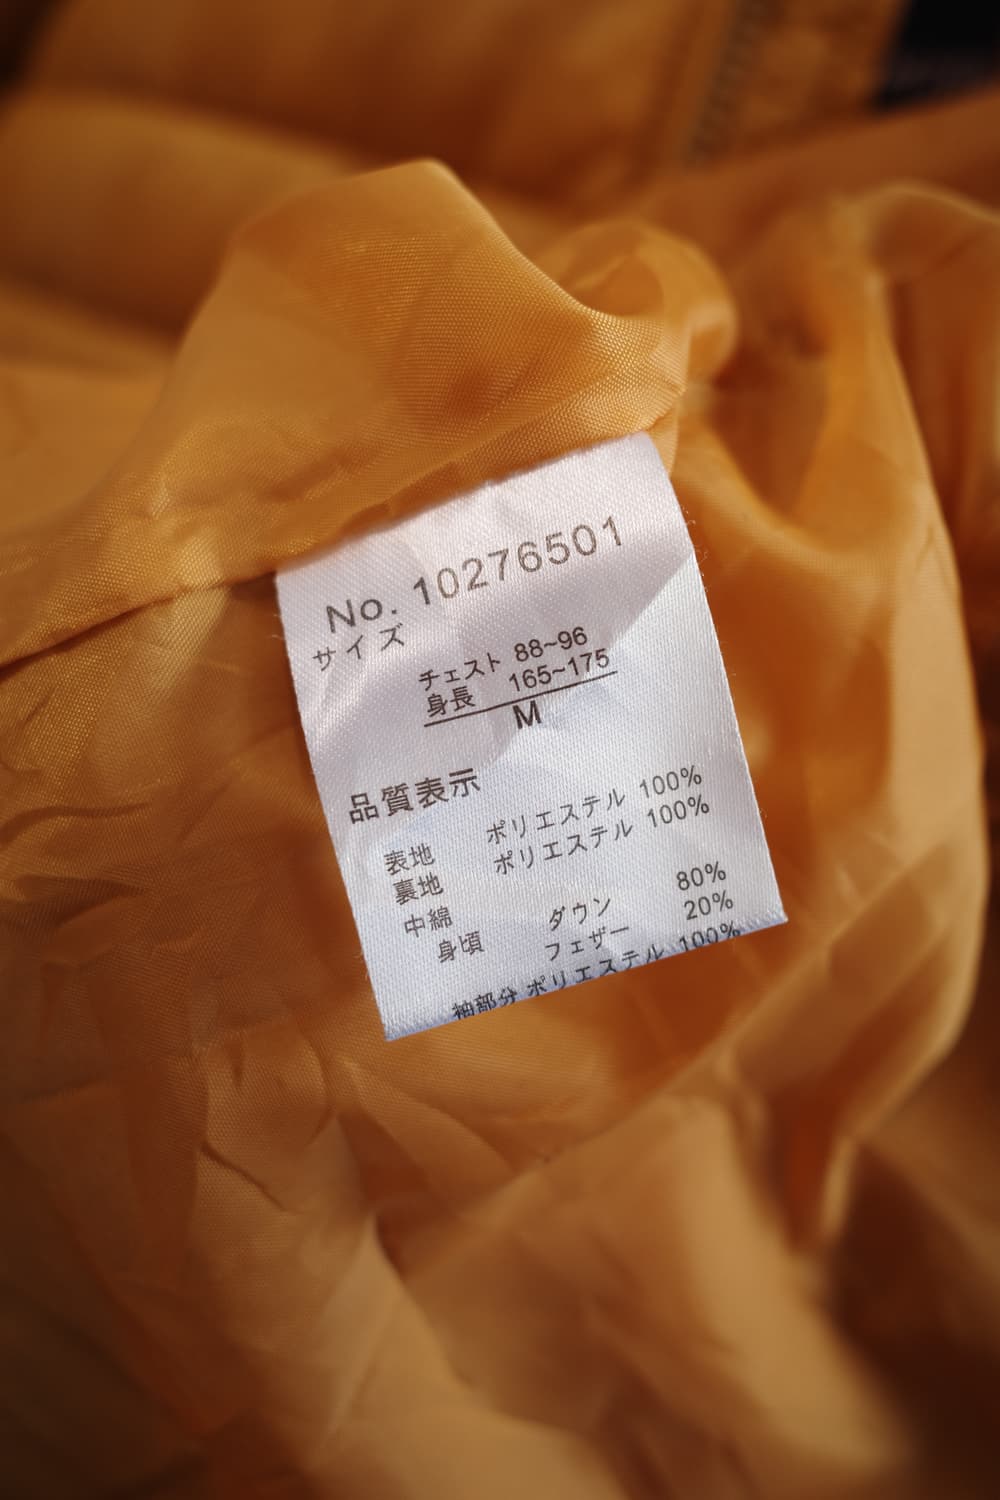 No. 10276501
サイズ
チェスト 88~96
身長 165~175
M
品質表示
表地 ポリエステル 100%
裏地 ポリエステル 100%
中綿
身頃 ダウン 80%
フェザー 20%
袖部分 ポリエステル 100%